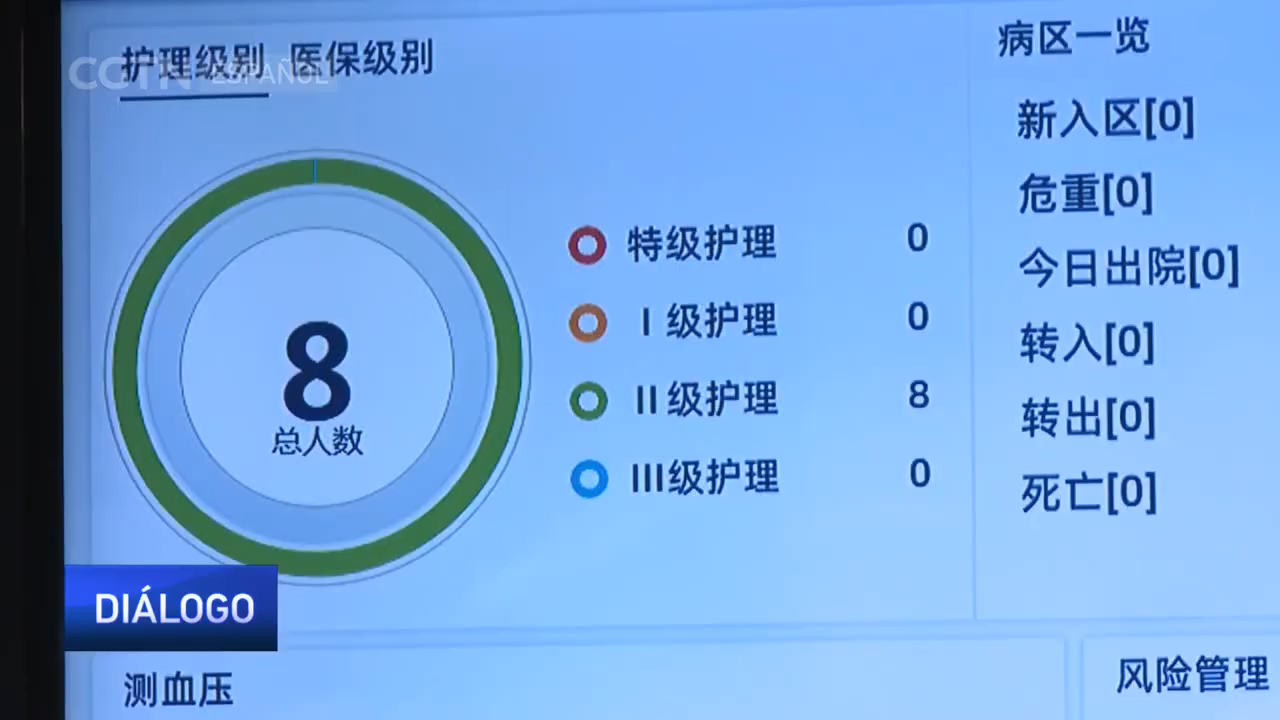 护理级别 医保级别
CGTN ESPAÑOL
8
总人数
特级护理 0
I级护理 0
II级护理 8
III级护理 0
病区一览
新入区[0]
危重[0]
今日出院[0]
转入[0]
转出[0]
死亡[0]
DIÁLOGO
测血压
风险管理